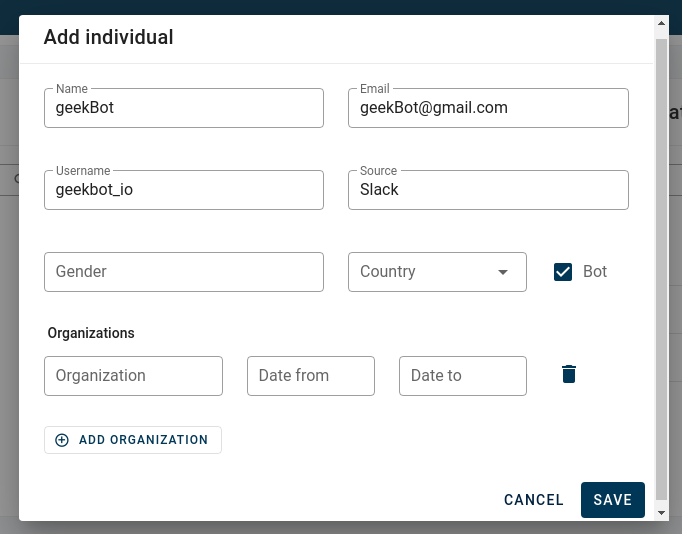 Add individual
Name
geekBot
Email
geekBot@gmail.com
Username
geekbot_io
Source
Slack
Gender
Country
Bot
Organizations
Organization
Date from
Date to
ADD ORGANIZATION
CANCEL
SAVE